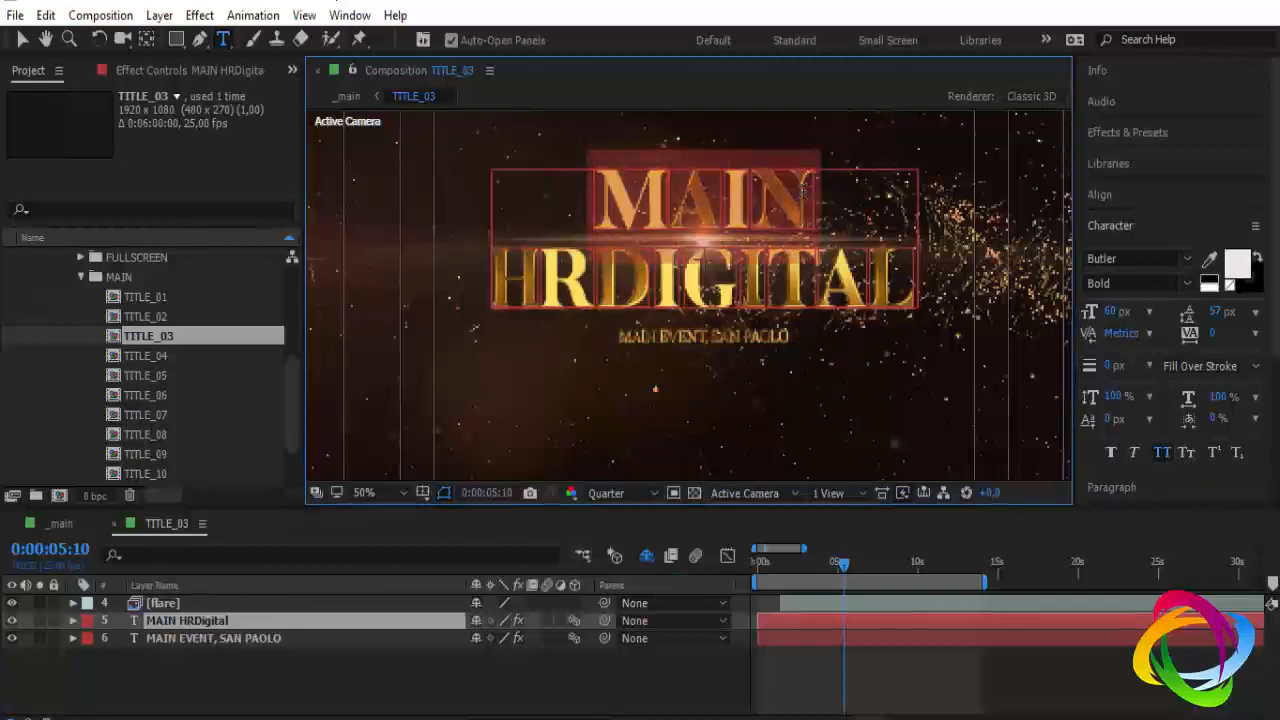 File Edit Composition Layer Effect Animation View Window Help
Auto-Open Panels Default Standard Small Screen Libraries Search Help
Project Effect Controls MAIN HRDigita Composition TITLE_03 Info
TITLE_03 , used 1 time
1920 x 1080 (480 x 270) (1,00)
Δ 0:06:00:00, 25,00 fps
_main TITLE_03 Renderer: Classic 3D
Active Camera
Audio
Effects & Presets
Libraries
Align
Character
MAIN
HRDIGITAL
MAIN EVENT, SAN PAOLO
Name
FULLSCREEN
MAIN
TITLE_01
TITLE_02
TITLE_03
TITLE_04
TITLE_05
TITLE_06
TITLE_07
TITLE_08
TITLE_09
TITLE_10
Butler
Bold
60 px 57 px
Metrics 0
0 px Fill Over Stroke
100 % 100 %
0 px 0 %
T T TT Tт T¹ T₁
Paragraph
8 bpc 50% 0:00:05:10 Quarter Active Camera 1 View +0,0
_main TITLE_03
0:00:05:10
:00s 05s 10s 15s 20s 25s 30s
# Layer Name Parent
4 [flare] None
5 T MAIN HRDigital None
6 T MAIN EVENT, SAN PAOLO None